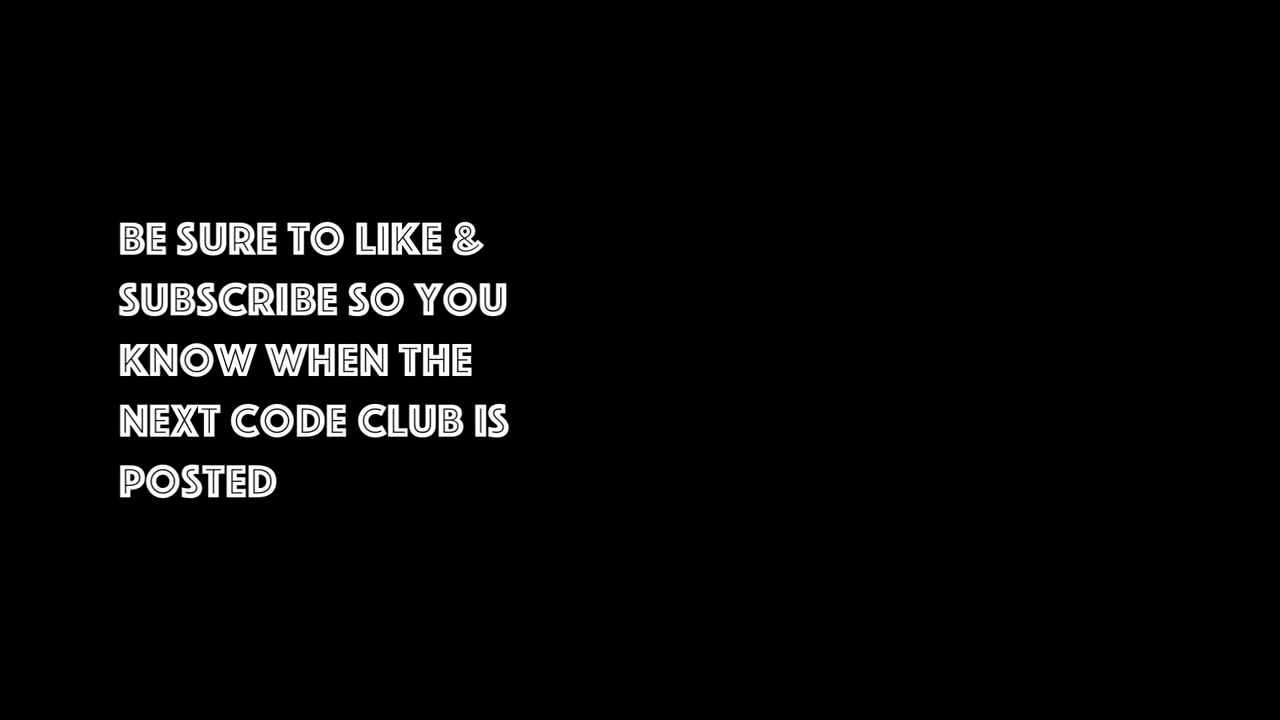 BE SURE TO LIKE &
SUBSCRIBE SO YOU
KNOW WHEN THE
NEXT CODE CLUB IS
POSTED